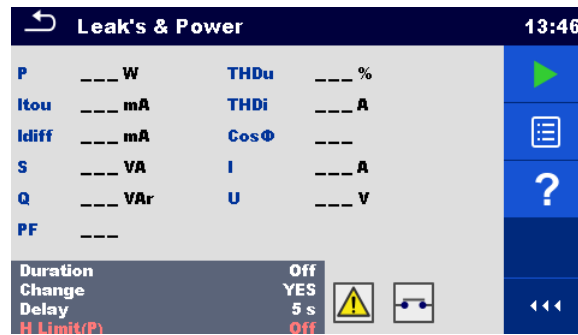 Leak's & Power 13:46
P ___ W THDu ___ %
Itou ___ mA THDi ___ A
Idiff ___ mA CosΦ ___
S ___ VA I ___ A
Q ___ VAr U ___ V
PF ___
Duration Off
Change YES
Delay 5 s
H Limit(P) Off
?